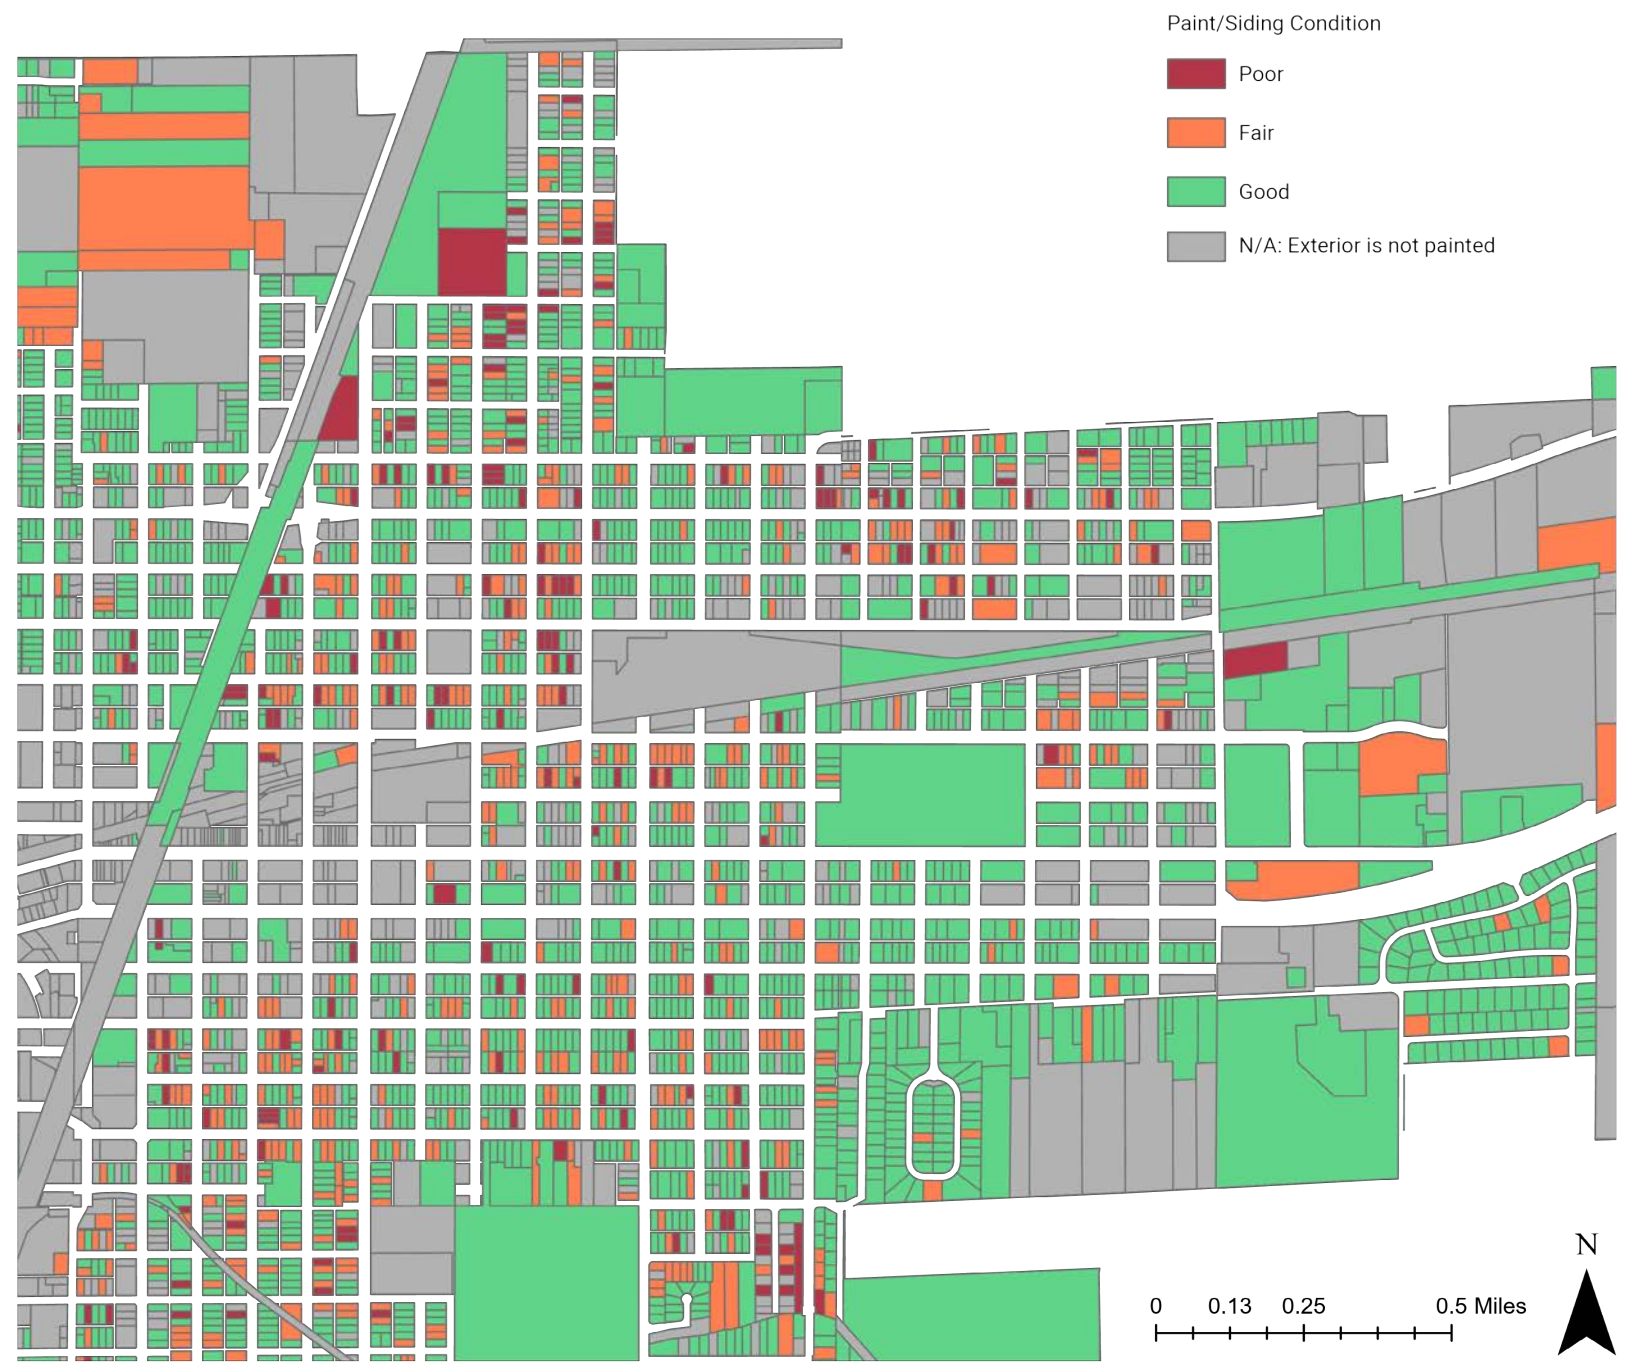 Paint/Siding Condition
Poor
Fair
Good
N/A: Exterior is not painted
N
0 0.13 0.25 0.5 Miles